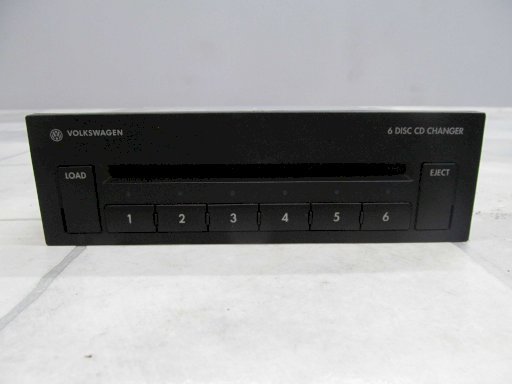 VOLKSWAGEN 6 DISC CD CHANGER
LOAD EJECT
1 2 3 4 5 6